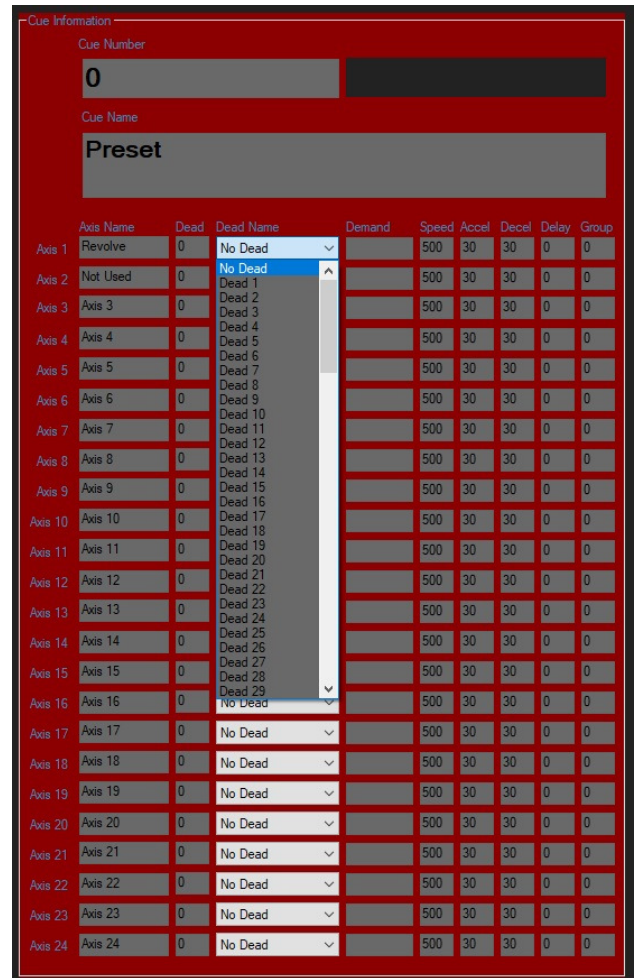 Cue Information
Cue Number
0
Cue Name
Preset
Axis Name Dead Dead Name Demand Speed Accel Decel Delay Group
Axis 1 Revolve 0 No Dead 500 30 30 0 0
Axis 2 Not Used 0 500 30 30 0 0
Axis 3 Axis 3 0 500 30 30 0 0
Axis 4 Axis 4 0 500 30 30 0 0
Axis 5 Axis 5 0 500 30 30 0 0
Axis 6 Axis 6 0 500 30 30 0 0
Axis 7 Axis 7 0 500 30 30 0 0
Axis 8 Axis 8 0 500 30 30 0 0
Axis 9 Axis 9 0 500 30 30 0 0
Axis 10 Axis 10 0 500 30 30 0 0
Axis 11 Axis 11 0 500 30 30 0 0
Axis 12 Axis 12 0 500 30 30 0 0
Axis 13 Axis 13 0 500 30 30 0 0
Axis 14 Axis 14 0 500 30 30 0 0
Axis 15 Axis 15 0 500 30 30 0 0
Axis 16 Axis 16 0 No Dead 500 30 30 0 0
Axis 17 Axis 17 0 No Dead 500 30 30 0 0
Axis 18 Axis 18 0 No Dead 500 30 30 0 0
Axis 19 Axis 19 0 No Dead 500 30 30 0 0
Axis 20 Axis 20 0 No Dead 500 30 30 0 0
Axis 21 Axis 21 0 No Dead 500 30 30 0 0
Axis 22 Axis 22 0 No Dead 500 30 30 0 0
Axis 23 Axis 23 0 No Dead 500 30 30 0 0
Axis 24 Axis 24 0 No Dead 500 30 30 0 0
No Dead
Dead 1
Dead 2
Dead 3
Dead 4
Dead 5
Dead 6
Dead 7
Dead 8
Dead 9
Dead 10
Dead 11
Dead 12
Dead 13
Dead 14
Dead 15
Dead 16
Dead 17
Dead 18
Dead 19
Dead 20
Dead 21
Dead 22
Dead 23
Dead 24
Dead 25
Dead 26
Dead 27
Dead 28
Dead 29